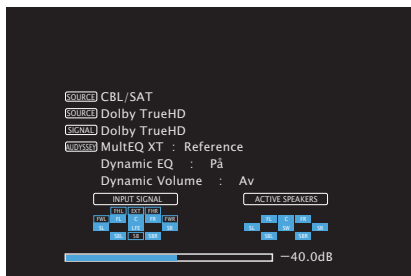 SOURCE CBL/SAT
SOURCE Dolby TrueHD
SIGNAL Dolby TrueHD
AUDYSSEY MultEQ XT : Reference
Dynamic EQ : På
Dynamic Volume : Av
INPUT SIGNAL ACTIVE SPEAKERS
FHL EXT FHR
FWL FL C FR FWR FL C FR
SL LFE SR SL SW SR
SBL SB SBR SBL SBR
−40.0dB